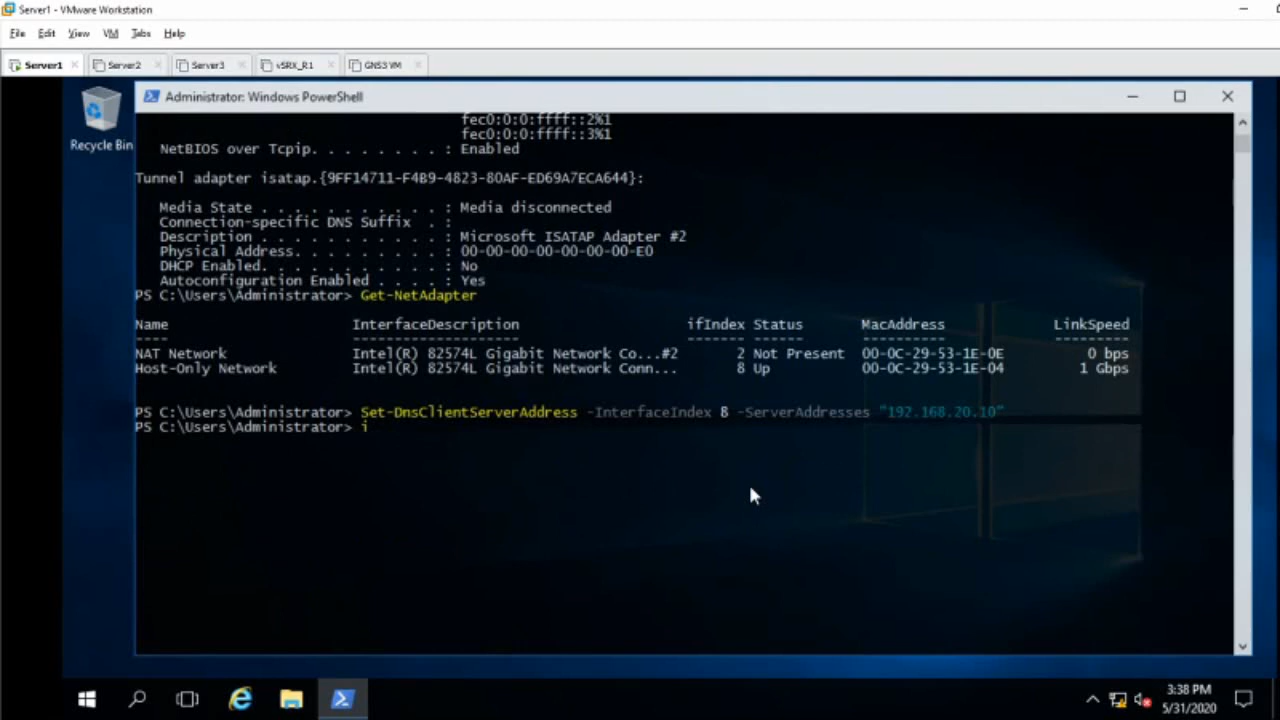 Server1 - VMware Workstation
File Edit View VM Tabs Help
Server1 Server2 Server3 vSRX_R1 GNS3 VM
Recycle Bin
Administrator: Windows PowerShell
fec0:0:0:ffff::2%1
fec0:0:0:ffff::3%1
NetBIOS over Tcpip. . . . . . . . : Enabled
Tunnel adapter isatap.{9FF14711-F4B9-4823-80AF-ED69A7ECA644}:
Media State . . . . . . . . . . . : Media disconnected
Connection-specific DNS Suffix  . :
Description . . . . . . . . . . . : Microsoft ISATAP Adapter #2
Physical Address. . . . . . . . . : 00-00-00-00-00-00-00-E0
DHCP Enabled. . . . . . . . . . . : No
Autoconfiguration Enabled . . . . : Yes
PS C:\Users\Administrator> Get-NetAdapter
Name InterfaceDescription ifIndex Status MacAddress LinkSpeed
---- -------------------- ------- ------ ---------- ---------
NAT Network Intel(R) 82574L Gigabit Network Co...#2 2 Not Present 00-0C-29-53-1E-0E 0 bps
Host-Only Network Intel(R) 82574L Gigabit Network Conn... 8 Up 00-0C-29-53-1E-04 1 Gbps
PS C:\Users\Administrator> Set-DnsClientServerAddress -InterfaceIndex 8 -ServerAddresses "192.168.20.10"
PS C:\Users\Administrator> i
3:38 PM
5/31/2020